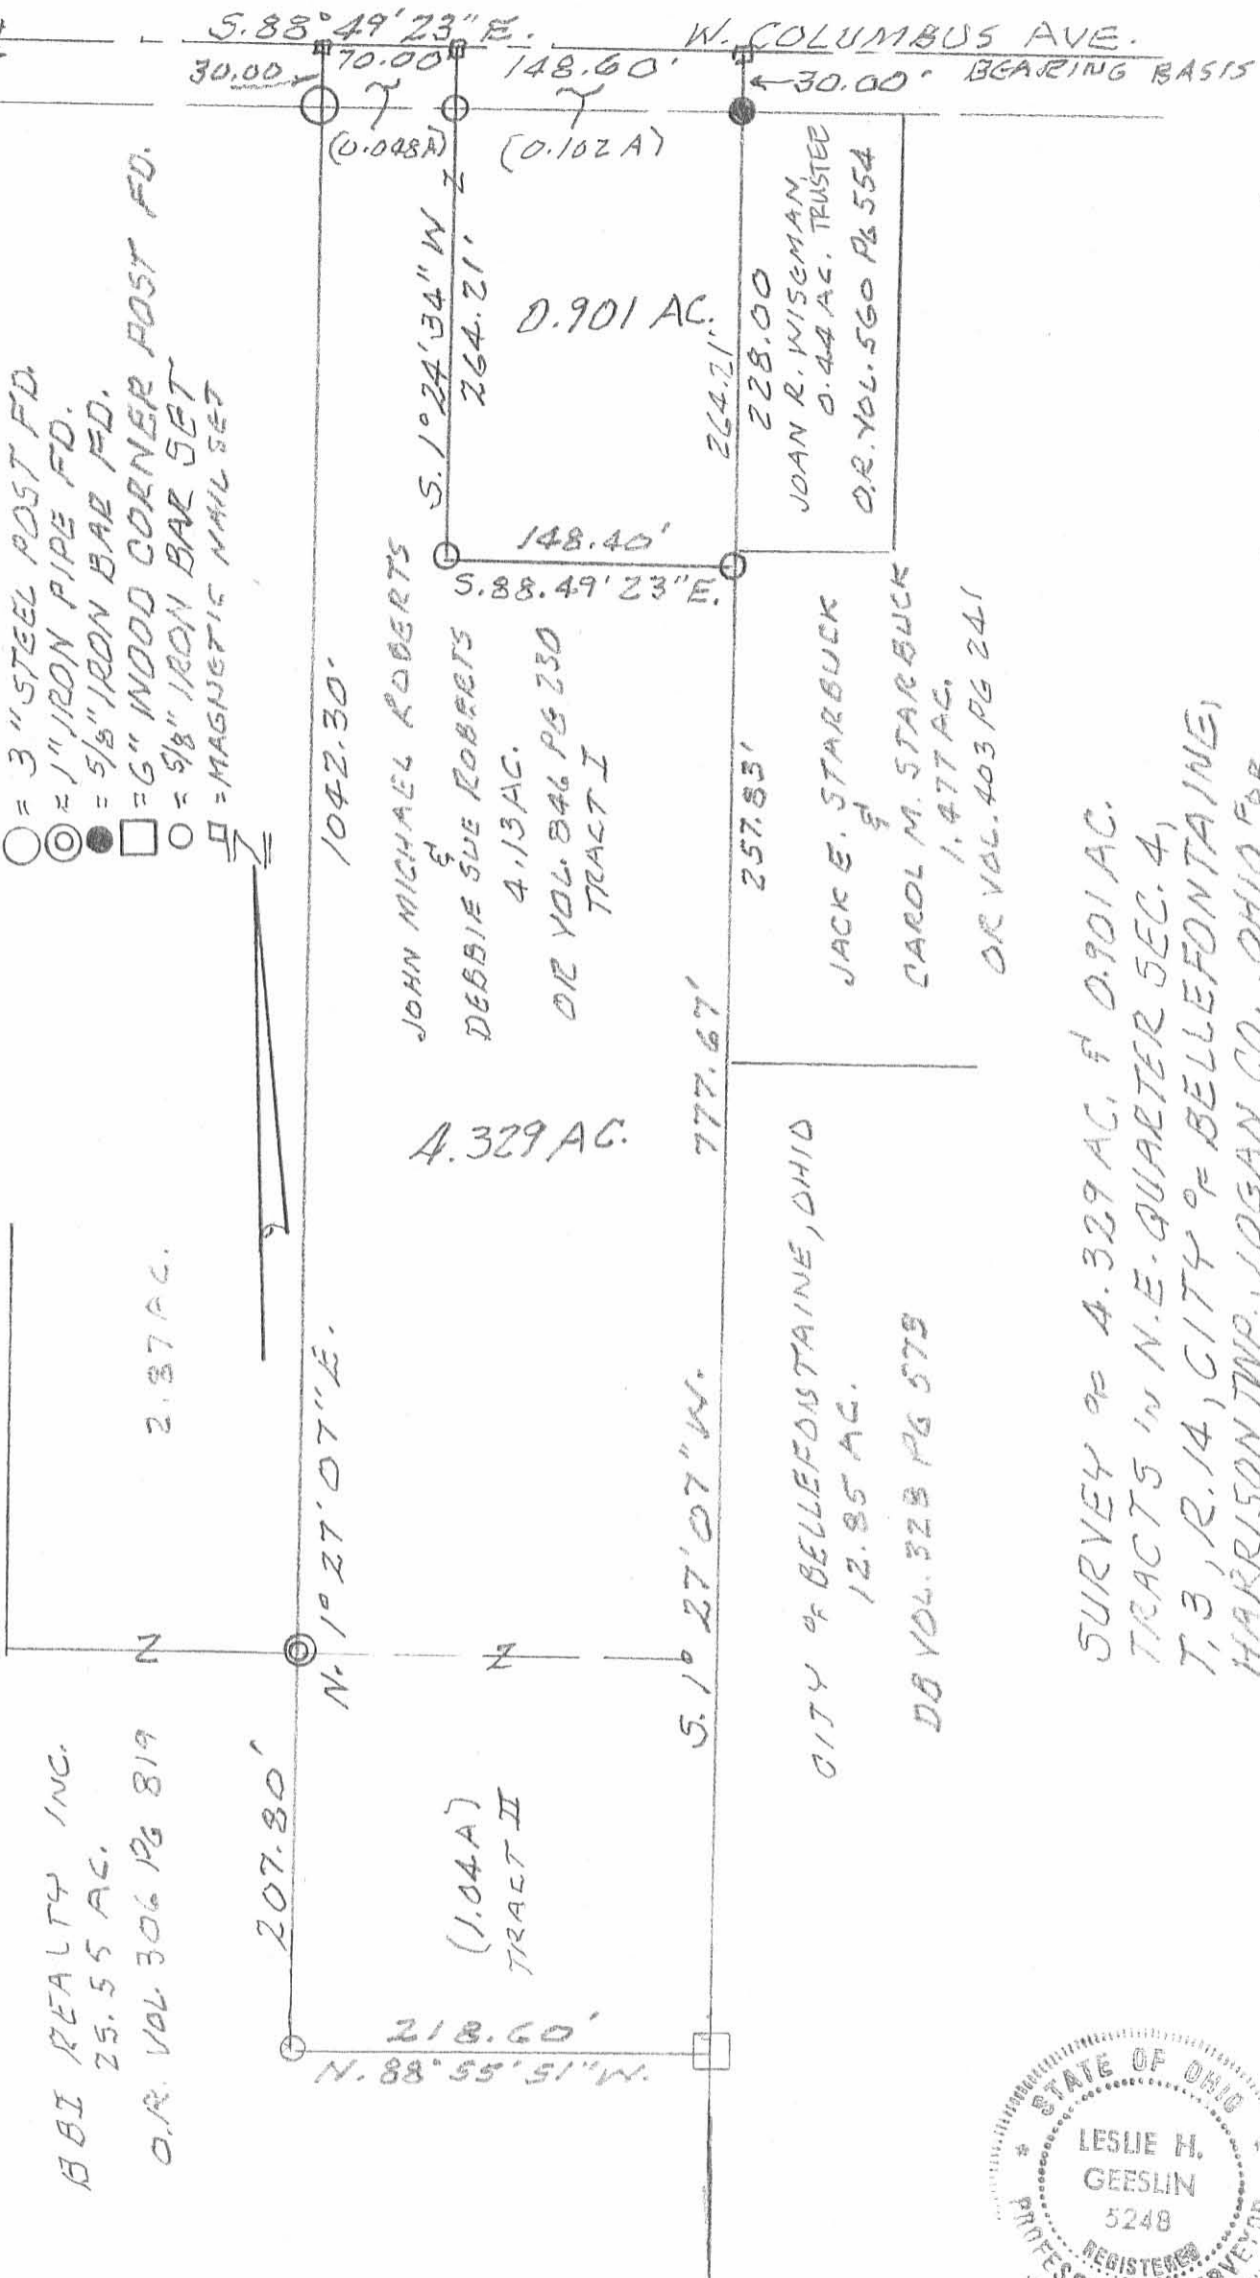 S.88°49'23"E.
W. COLUMBUS AVE.
30.00
70.00
148.60'
30.00'
BEARING BASIS
(0.048A)
(0.102 A)
○ = 3" STEEL POST FD.
◎ = 1" IRON PIPE FD.
● = 5/8" IRON BAR FD.
□ = 6" WOOD CORNER POST FD.
○ = 5/8" IRON BAR SET
= MAGNETIC NAIL SET
S. 1°24'34" W
264.21'
0.901 AC.
264.21'
228.00
JOAN R. WISEMAN,
TRUSTEE
0.44 AC.
O.R. VOL. 560 PG 554
148.40'
S.88.49'23"E.
1042.30'
JOHN MICHAEL ROBERTS
&
DEBBIE SUE ROBERTS
4.13 AC.
OR VOL. 846 PG 230
TRACT I
257.83'
JACK E. STARBUCK
&
CAROL M. STARBUCK
1.477 AC.
OR VOL. 403 PG 241
777.67'
4.329 AC.
2.87 AC.
N. 1°27'07"E.
S. 1° 27'07"W.
CITY OF BELLEFONTAINE, OHIO
12.85 AC.
DB VOL. 328 PG 573
BBI REALTY INC.
25.55 AC.
O.R. VOL. 306 PG 819
207.80'
(1.04A)
TRACT II
218.60'
N. 88°55'51"W.
SURVEY OF 4.329 AC. & 0.901 AC.
TRACTS IN N.E. QUARTER SEC. 4,
T.3, R.14, CITY OF BELLEFONTAINE,
HARRISON TWP., LOGAN CO., OHIO FOR
STATE OF OHIO
LESLIE H.
GEESLIN
5248
REGISTERED